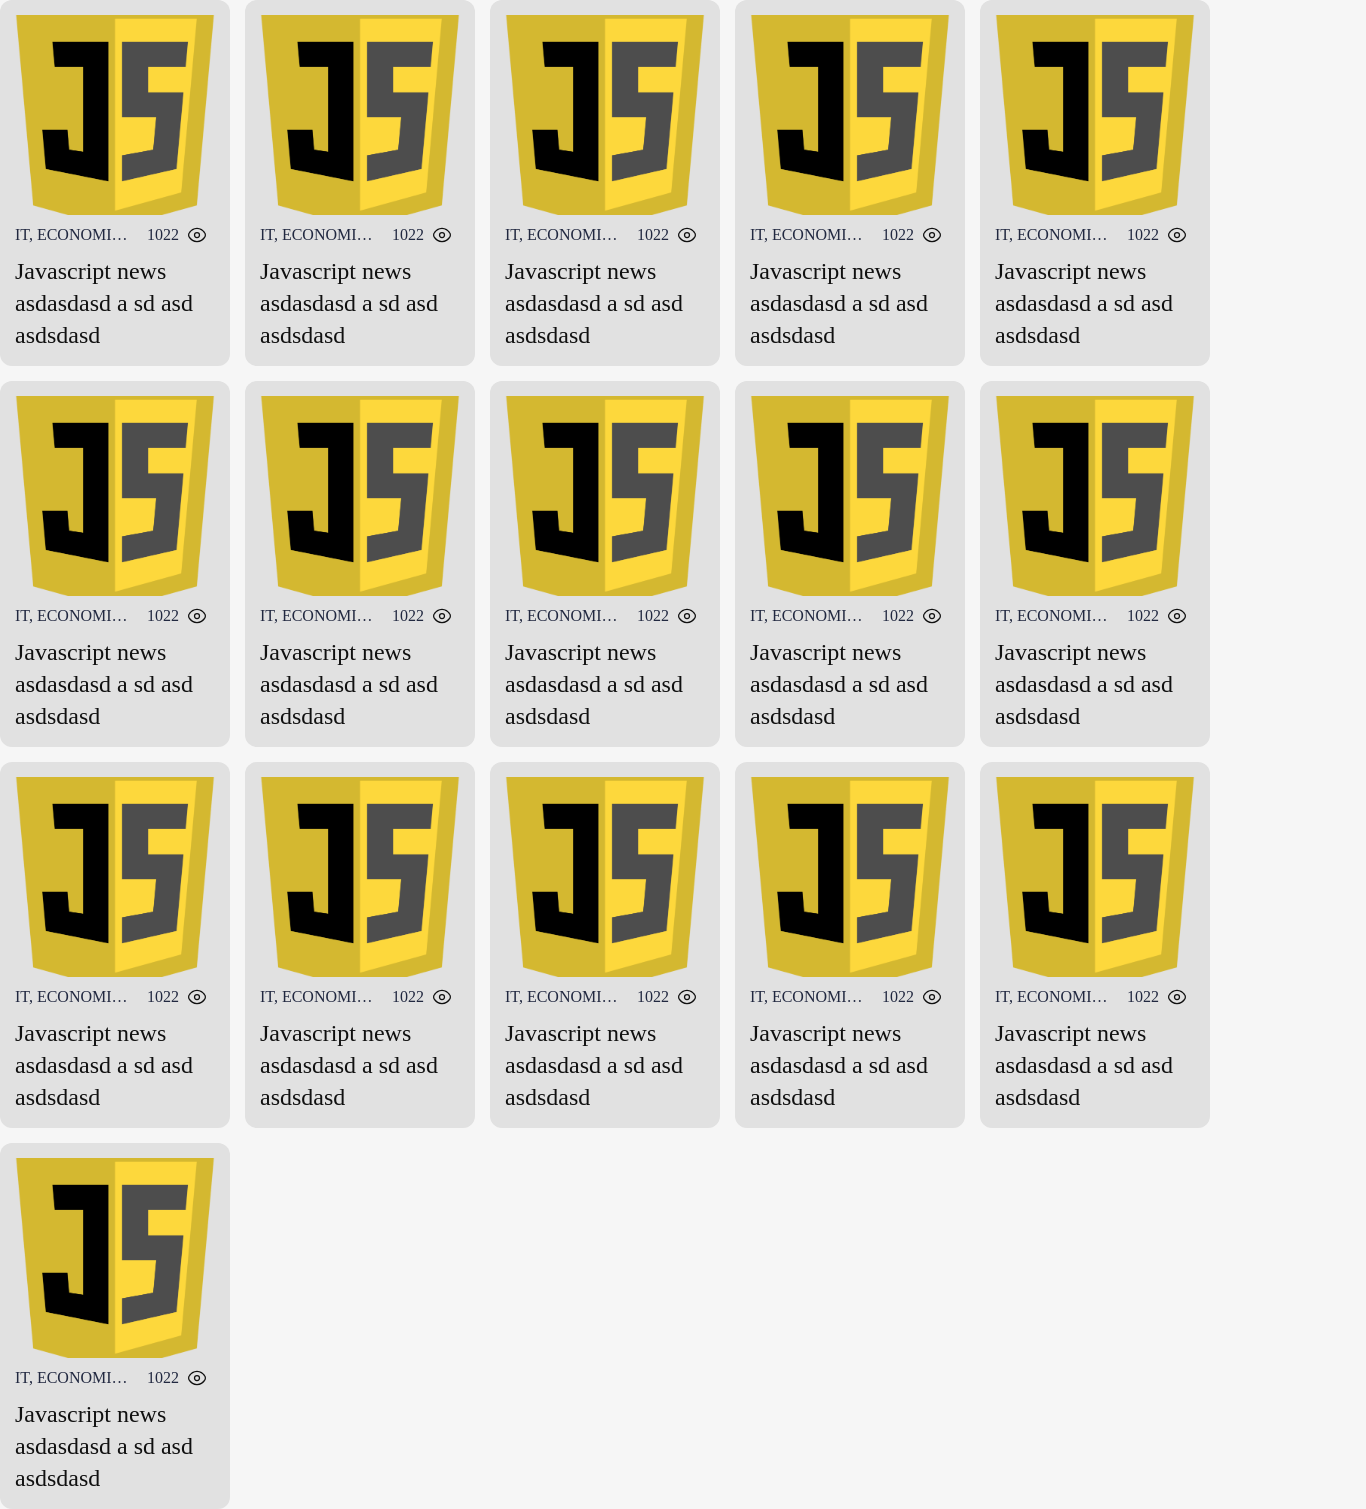 JS JS JS JS JS
IT, ECONOMI… 1022 IT, ECONOMI… 1022 IT, ECONOMI… 1022 IT, ECONOMI… 1022 IT, ECONOMI… 1022
Javascript news Javascript news Javascript news Javascript news Javascript news
asdasdasd a sd asd asdasdasd a sd asd asdasdasd a sd asd asdasdasd a sd asd asdasdasd a sd asd
asdsdasd asdsdasd asdsdasd asdsdasd asdsdasd
JS JS JS JS JS
IT, ECONOMI… 1022 IT, ECONOMI… 1022 IT, ECONOMI… 1022 IT, ECONOMI… 1022 IT, ECONOMI… 1022
Javascript news Javascript news Javascript news Javascript news Javascript news
asdasdasd a sd asd asdasdasd a sd asd asdasdasd a sd asd asdasdasd a sd asd asdasdasd a sd asd
asdsdasd asdsdasd asdsdasd asdsdasd asdsdasd
JS JS JS JS JS
IT, ECONOMI… 1022 IT, ECONOMI… 1022 IT, ECONOMI… 1022 IT, ECONOMI… 1022 IT, ECONOMI… 1022
Javascript news Javascript news Javascript news Javascript news Javascript news
asdasdasd a sd asd asdasdasd a sd asd asdasdasd a sd asd asdasdasd a sd asd asdasdasd a sd asd
asdsdasd asdsdasd asdsdasd asdsdasd asdsdasd
JS
IT, ECONOMI… 1022
Javascript news
asdasdasd a sd asd
asdsdasd